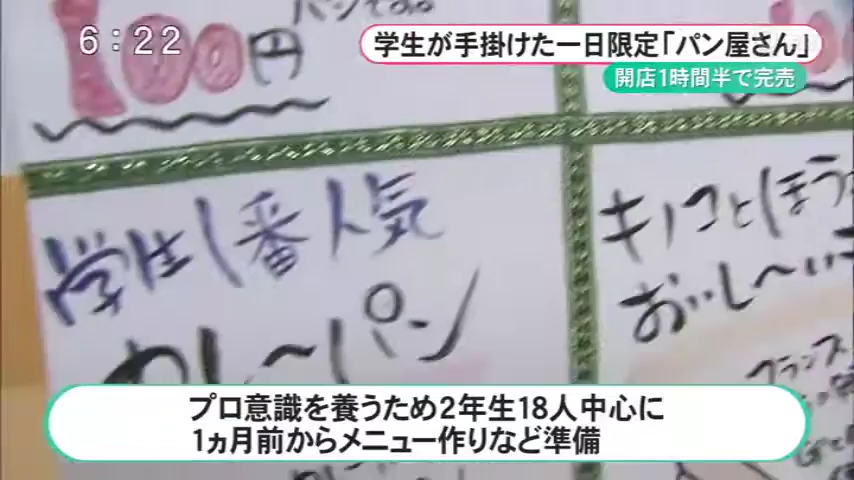 6:22
学生が手掛けた一日限定「パン屋さん」
開店1時間半で完売
100円
学生1番人気
カレ〜パン
キノコとほう
おい〜い
フランス
プロ意識を養うため2年生18人中心に
1ヵ月前からメニュー作りなど準備